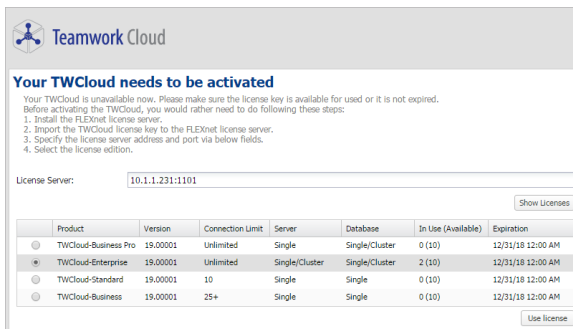 Teamwork Cloud
Your TWCloud needs to be activated
Your TWCloud is unavailable now. Please make sure the license key is available for used or it is not expired.
Before activating the TWCloud, you would rather need to do following these steps:
1. Install the FLEXnet license server.
2. Import the TWCloud license key to the FLEXnet license server.
3. Specify the license server address and port via below fields.
4. Select the license edition.
License Server: 10.1.1.231:1101
Show Licenses
Product Version Connection Limit Server Database In Use (Available) Expiration
TWCloud-Business Pro 19.00001 Unlimited Single Single/Cluster 0 (10) 12/31/18 12:00 AM
TWCloud-Enterprise 19.00001 Unlimited Single/Cluster Single/Cluster 2 (10) 12/31/18 12:00 AM
TWCloud-Standard 19.00001 10 Single Single 0 (10) 12/31/18 12:00 AM
TWCloud-Business 19.00001 25+ Single Single/Cluster 0 (10) 12/31/18 12:00 AM
Use license